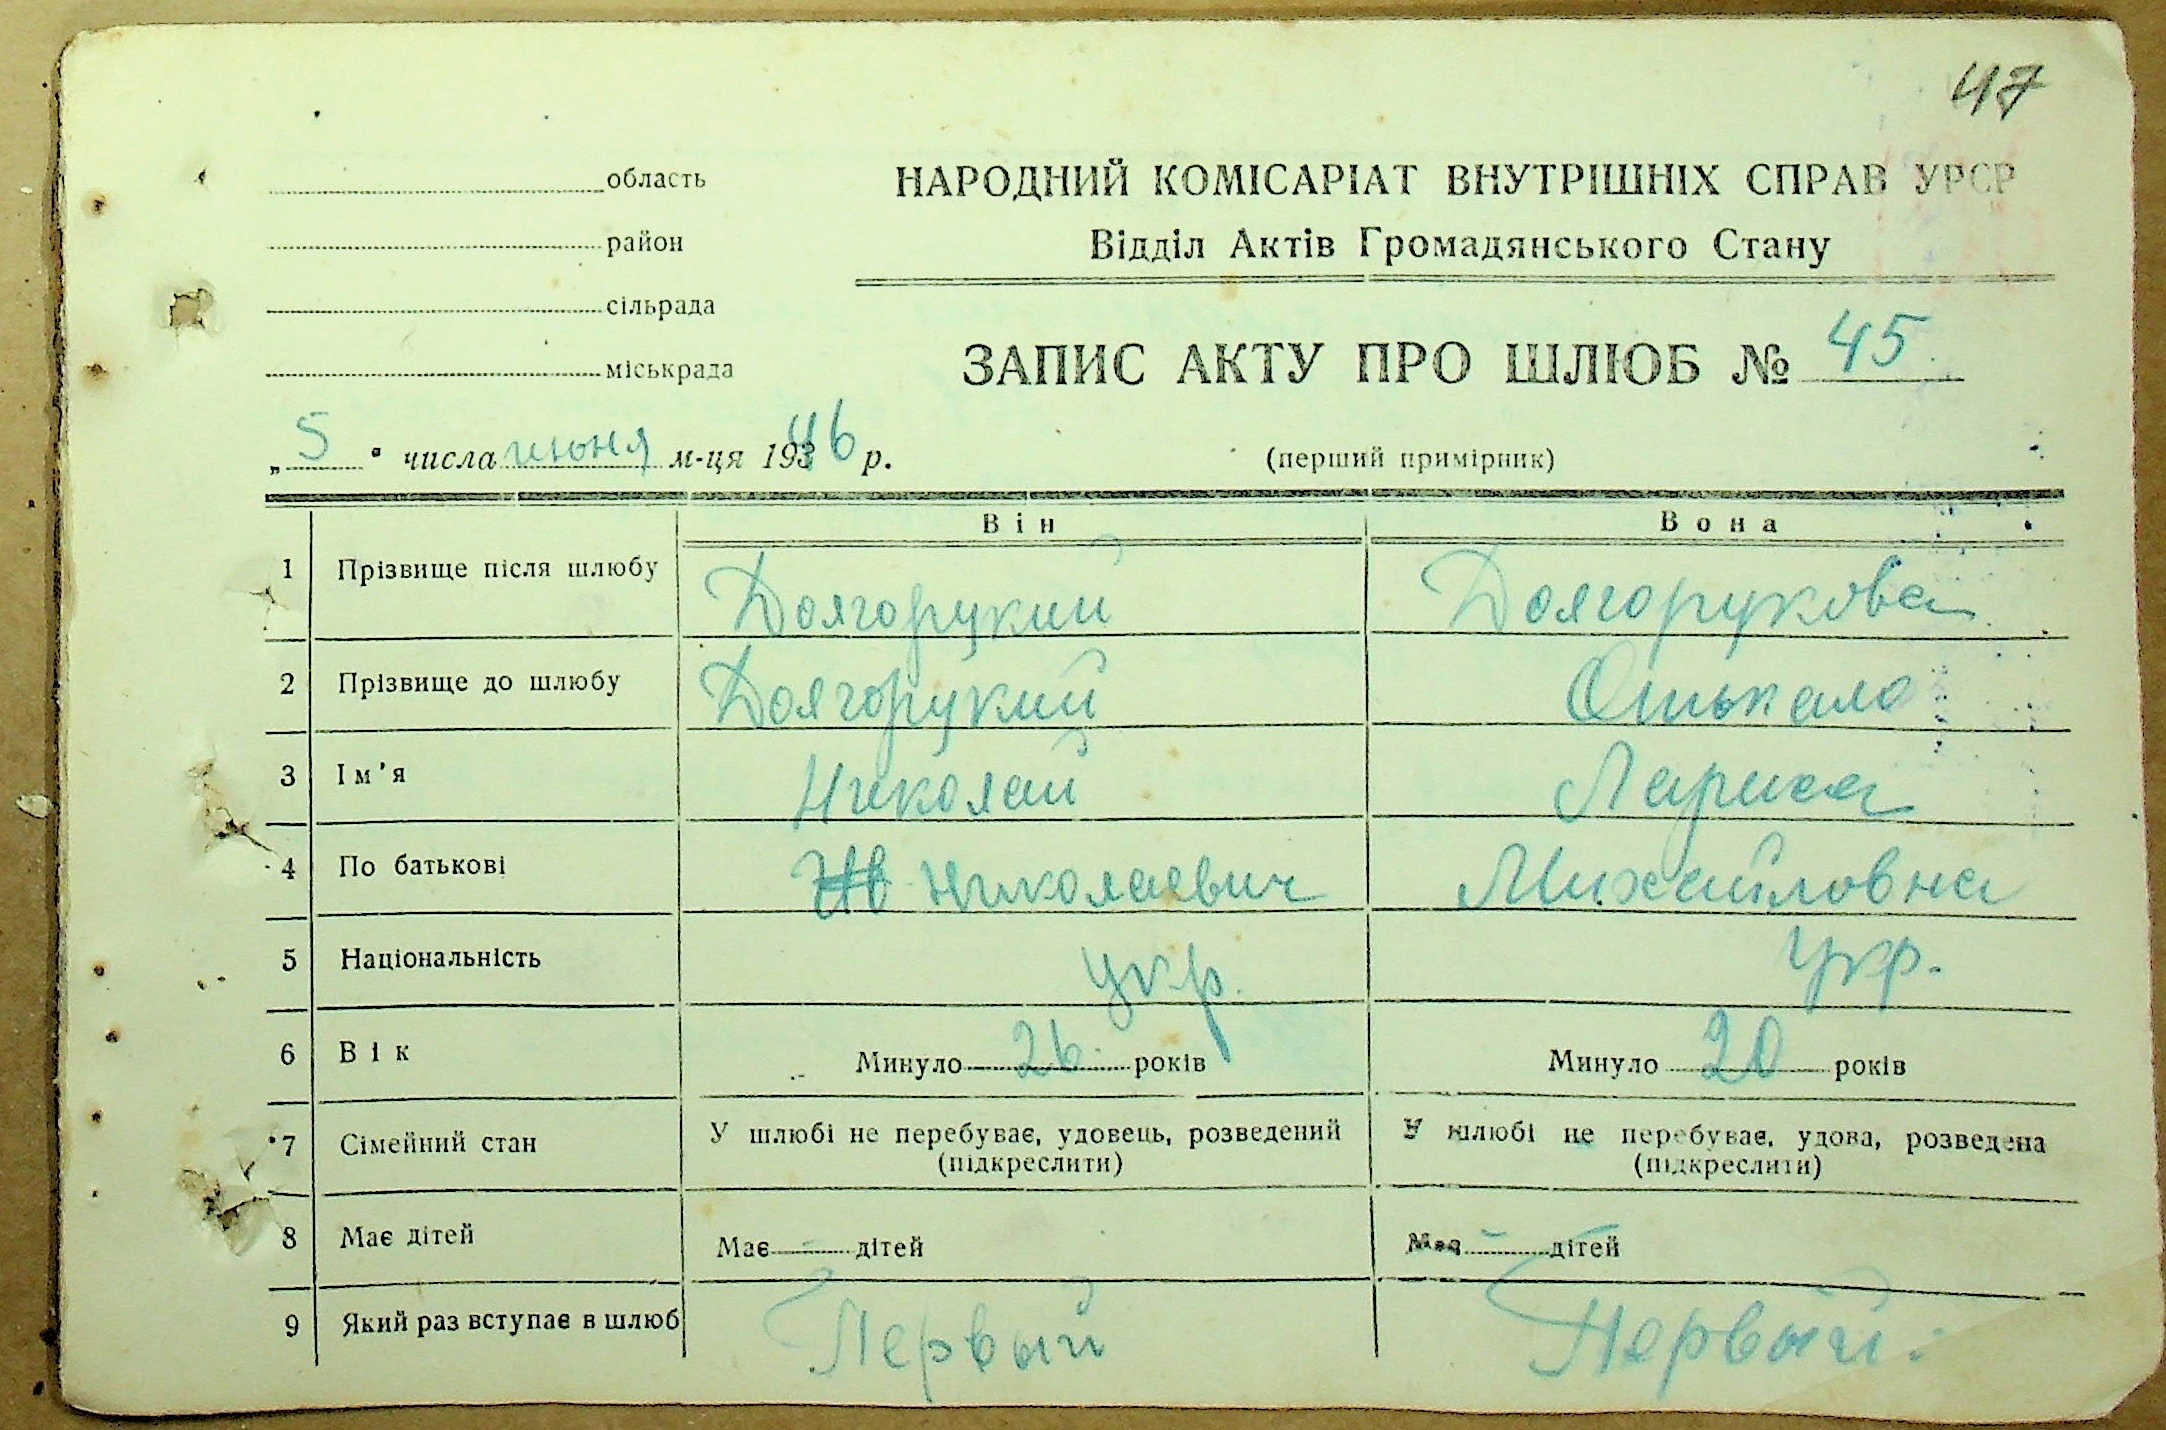 47
область
район
сільрада
міськрада
НАРОДНИЙ КОМІСАРІАТ ВНУТРІШНІХ СПРАВ УРСР
Відділ Актів Громадянського Стану
ЗАПИС АКТУ ПРО ШЛЮБ № 45
„ 5 “ числа июня м-ця 1946 р.
(перший примірник)
Він Вона
1 Прізвище після шлюбу Долгорукий Долгорукова
2 Прізвище до шлюбу Долгорукий
3 Ім'я Николай Лариса
4 По батькові Николаевич Михайловна
5 Національність укр. укр.
6 Вік Минуло 26 років Минуло 20 років
7 Сімейний стан У шлюбі не перебуває, удовець, розведений У шлюбі не перебуває, удова, розведена
(підкреслити) (підкреслити)
8 Має дітей Має - дітей Має - дітей
9 Який раз вступає в шлюб Первый Первый.